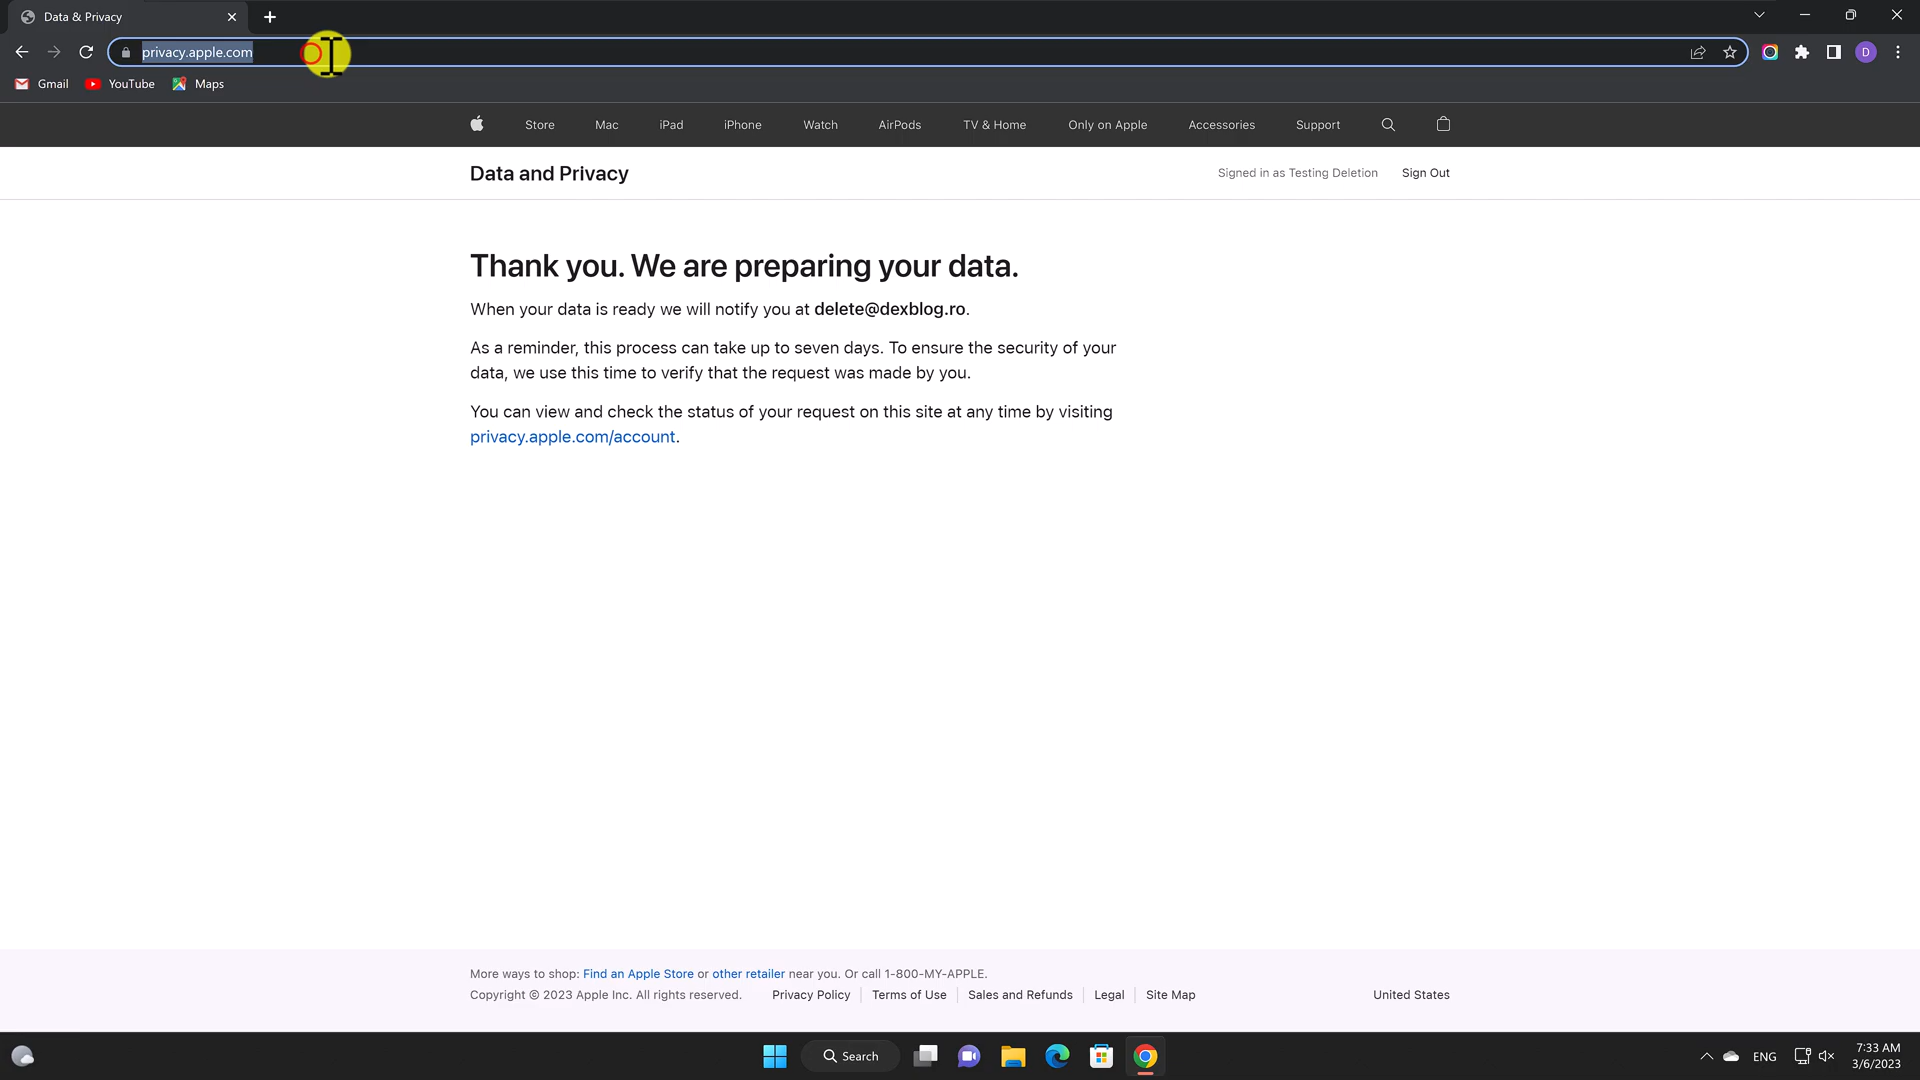 Data & Privacy
privacy.apple.com
Gmail YouTube Maps
Store Mac iPad iPhone Watch AirPods TV & Home Only on Apple Accessories Support
Data and Privacy Signed in as Testing Deletion Sign Out
Thank you. We are preparing your data.
When your data is ready we will notify you at delete@dexblog.ro.
As a reminder, this process can take up to seven days. To ensure the security of your
data, we use this time to verify that the request was made by you.
You can view and check the status of your request on this site at any time by visiting
privacy.apple.com/account.
More ways to shop: Find an Apple Store or other retailer near you. Or call 1-800-MY-APPLE.
Copyright © 2023 Apple Inc. All rights reserved. Privacy Policy Terms of Use Sales and Refunds Legal Site Map United States
Search ENG 7:33 AM
3/6/2023
D